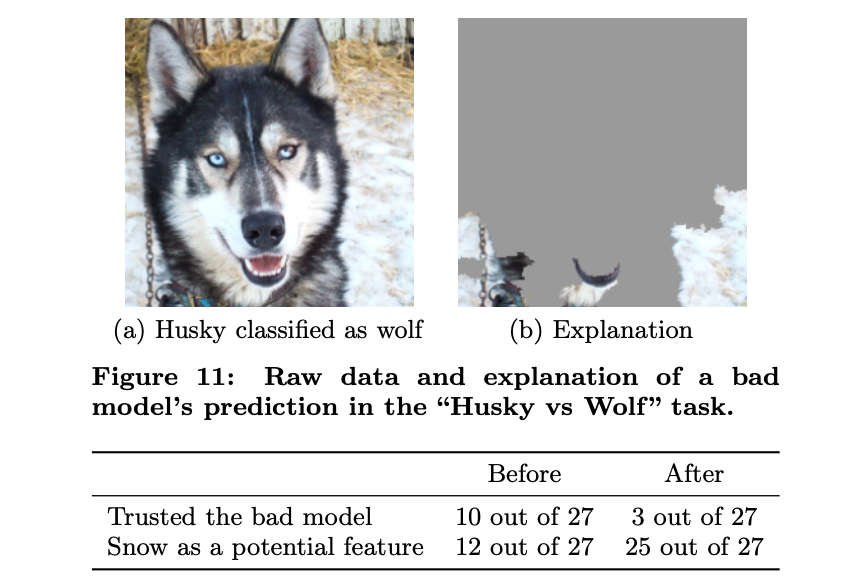 (a) Husky classified as wolf
(b) Explanation
Figure 11: Raw data and explanation of a bad
model's prediction in the “Husky vs Wolf” task.
Before After
Trusted the bad model 10 out of 27 3 out of 27
Snow as a potential feature 12 out of 27 25 out of 27